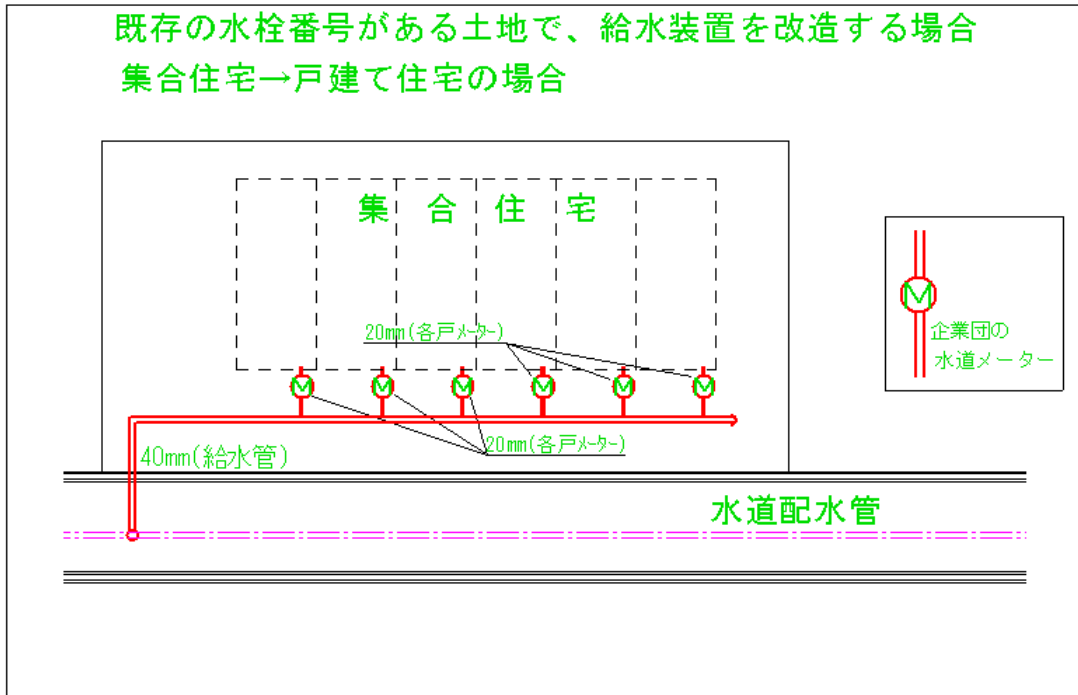 既存の水栓番号がある土地で、給水装置を改造する場合
集合住宅→戸建て住宅の場合
集合住宅
20mm(各戸メーター)
M
企業団の
水道メーター
M M M M M M
20mm(各戸メーター)
40mm(給水管)
水道配水管